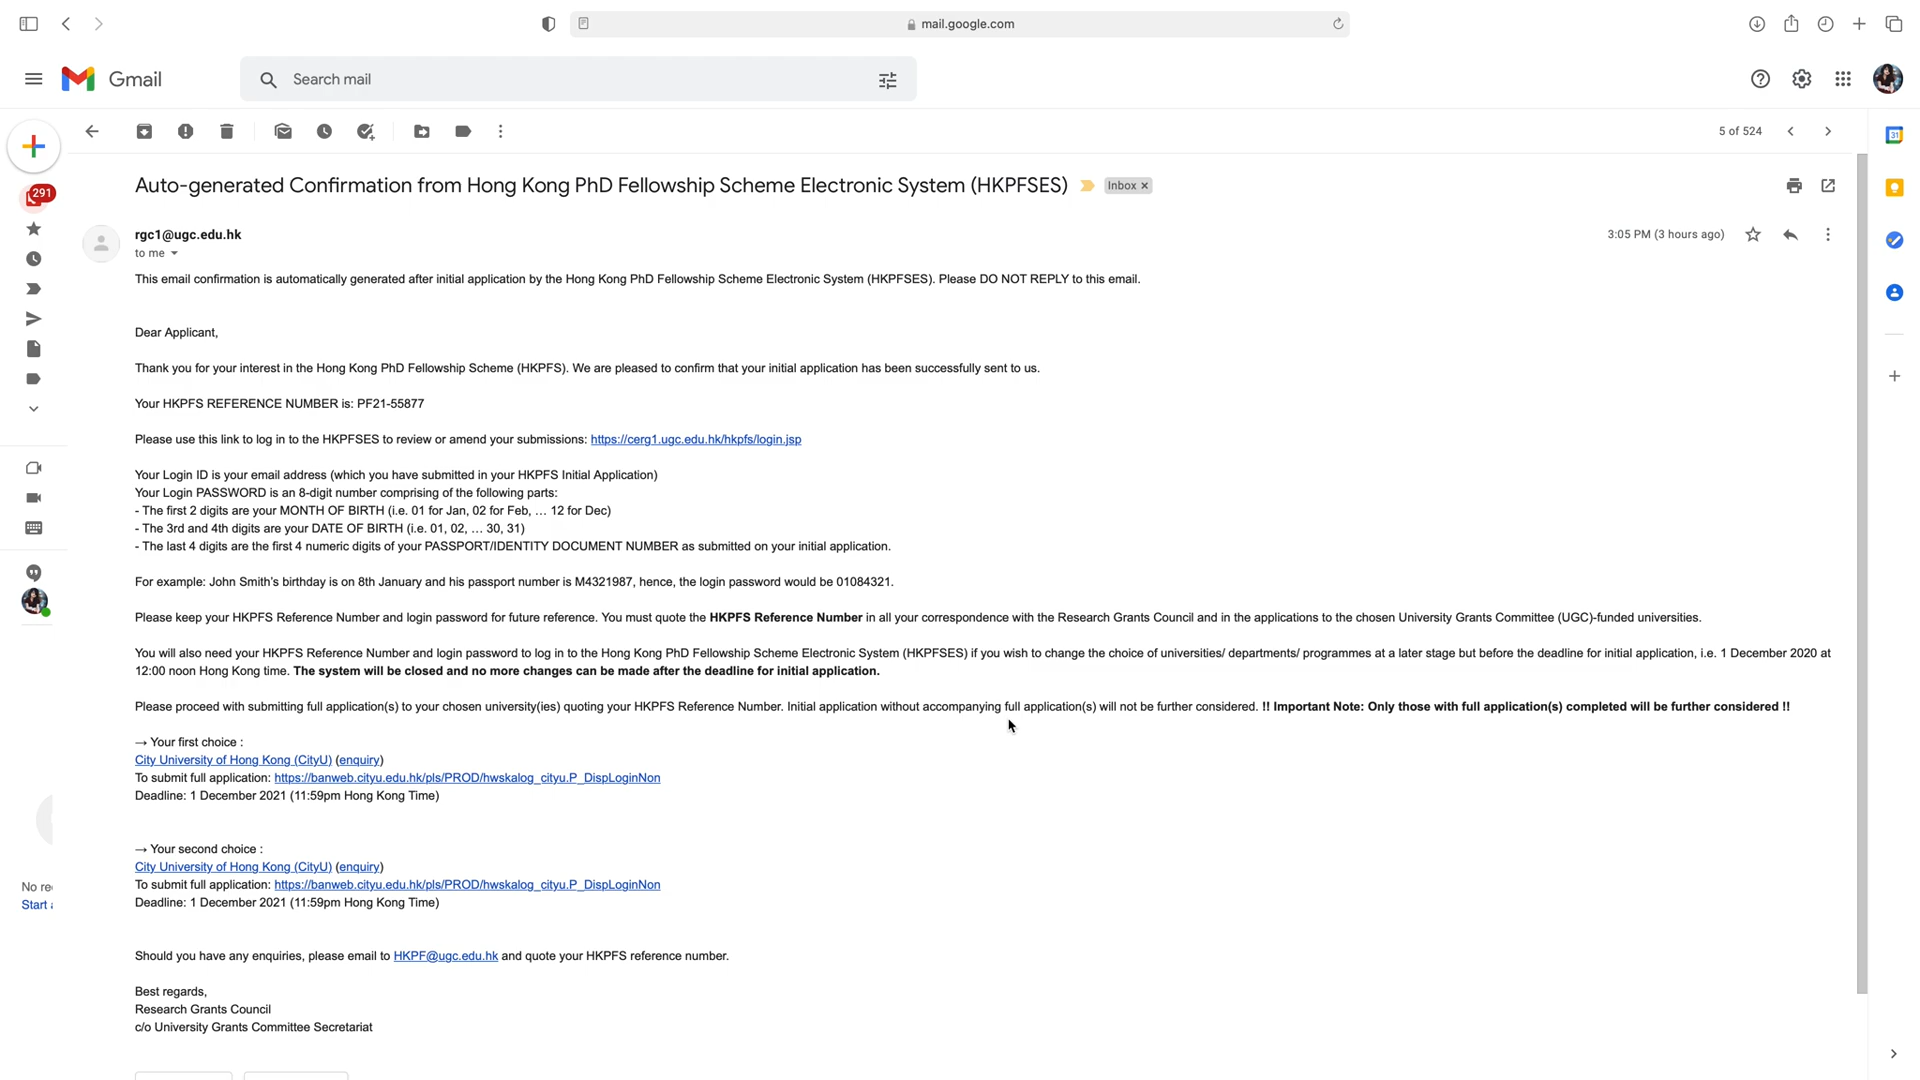 mail.google.com
Gmail
Search mail
5 of 524
291
Auto-generated Confirmation from Hong Kong PhD Fellowship Scheme Electronic System (HKPFSES)
Inbox ×
31
rgc1@ugc.edu.hk
3:05 PM (3 hours ago)
to me
This email confirmation is automatically generated after initial application by the Hong Kong PhD Fellowship Scheme Electronic System (HKPFSES). Please DO NOT REPLY to this email.
Dear Applicant,
Thank you for your interest in the Hong Kong PhD Fellowship Scheme (HKPFS). We are pleased to confirm that your initial application has been successfully sent to us.
Your HKPFS REFERENCE NUMBER is: PF21-55877
Please use this link to log in to the HKPFSES to review or amend your submissions: https://cerg1.ugc.edu.hk/hkpfs/login.jsp
Your Login ID is your email address (which you have submitted in your HKPFS Initial Application)
Your Login PASSWORD is an 8-digit number comprising of the following parts:
- The first 2 digits are your MONTH OF BIRTH (i.e. 01 for Jan, 02 for Feb, … 12 for Dec)
- The 3rd and 4th digits are your DATE OF BIRTH (i.e. 01, 02, … 30, 31)
- The last 4 digits are the first 4 numeric digits of your PASSPORT/IDENTITY DOCUMENT NUMBER as submitted on your initial application.
For example: John Smith's birthday is on 8th January and his passport number is M4321987, hence, the login password would be 01084321.
Please keep your HKPFS Reference Number and login password for future reference. You must quote the HKPFS Reference Number in all your correspondence with the Research Grants Council and in the applications to the chosen University Grants Committee (UGC)-funded universities.
You will also need your HKPFS Reference Number and login password to log in to the Hong Kong PhD Fellowship Scheme Electronic System (HKPFSES) if you wish to change the choice of universities/ departments/ programmes at a later stage but before the deadline for initial application, i.e. 1 December 2020 at
12:00 noon Hong Kong time. The system will be closed and no more changes can be made after the deadline for initial application.
Please proceed with submitting full application(s) to your chosen university(ies) quoting your HKPFS Reference Number. Initial application without accompanying full application(s) will not be further considered. !! Important Note: Only those with full application(s) completed will be further considered !!
→ Your first choice :
City University of Hong Kong (CityU) (enquiry)
To submit full application: https://banweb.cityu.edu.hk/pls/PROD/hwskalog_cityu.P_DispLoginNon
Deadline: 1 December 2021 (11:59pm Hong Kong Time)
→ Your second choice :
City University of Hong Kong (CityU) (enquiry)
To submit full application: https://banweb.cityu.edu.hk/pls/PROD/hwskalog_cityu.P_DispLoginNon
Deadline: 1 December 2021 (11:59pm Hong Kong Time)
No re
Start
Should you have any enquiries, please email to HKPF@ugc.edu.hk and quote your HKPFS reference number.
Best regards,
Research Grants Council
c/o University Grants Committee Secretariat